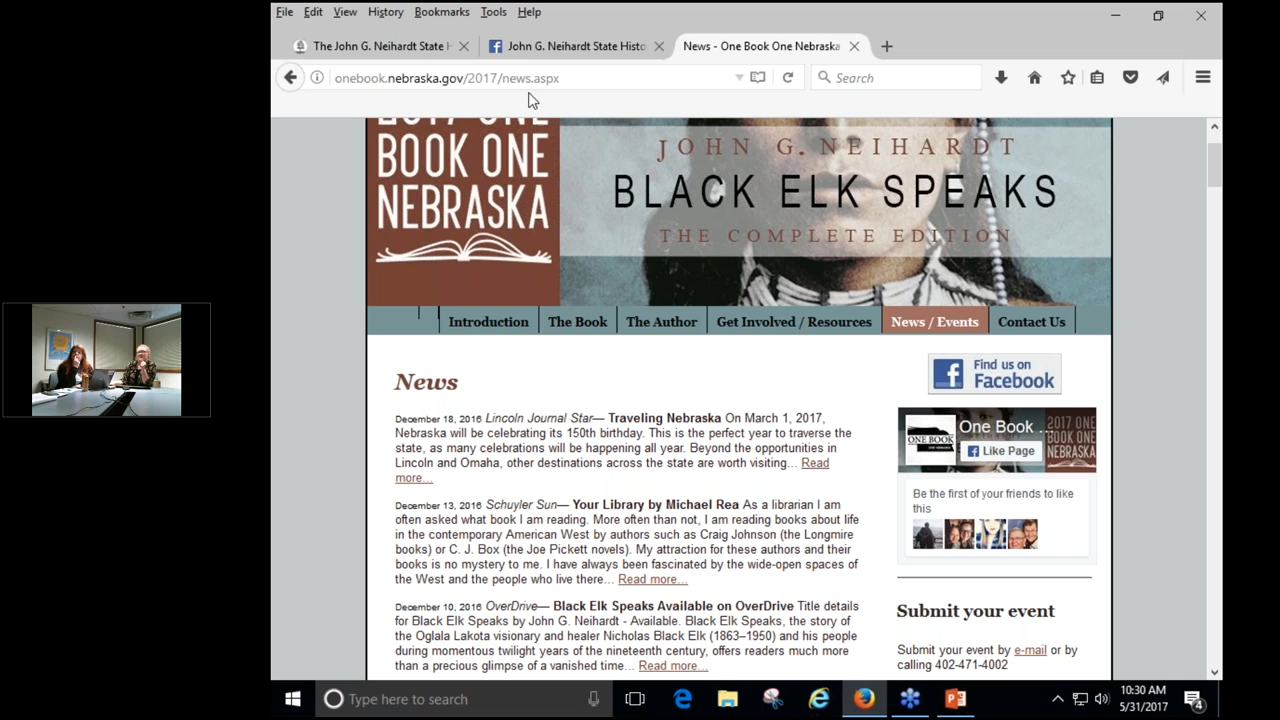 File Edit View History Bookmarks Tools Help
The John G. Neihardt State H
John G. Neihardt State Histo
News - One Book One Nebraska
onebook.nebraska.gov/2017/news.aspx
Search
2017 ONE
BOOK ONE
NEBRASKA
JOHN G. NEIHARDT
BLACK ELK SPEAKS
THE COMPLETE EDITION
Introduction The Book The Author Get Involved / Resources News / Events Contact Us
News
December 18, 2016 Lincoln Journal Star— Traveling Nebraska On March 1, 2017,
Nebraska will be celebrating its 150th birthday. This is the perfect year to traverse the
state, as many celebrations will be happening all year. Beyond the opportunities in
Lincoln and Omaha, other destinations across the state are worth visiting... Read
more...
December 13, 2016 Schuyler Sun— Your Library by Michael Rea As a librarian I am
often asked what book I am reading. More often than not, I am reading books about life
in the contemporary American West by authors such as Craig Johnson (the Longmire
books) or C. J. Box (the Joe Pickett novels). My attraction for these authors and their
books is no mystery to me. I have always been fascinated by the wide-open spaces of
the West and the people who live there... Read more...
December 10, 2016 OverDrive— Black Elk Speaks Available on OverDrive Title details
for Black Elk Speaks by John G. Neihardt - Available. Black Elk Speaks, the story of
the Oglala Lakota visionary and healer Nicholas Black Elk (1863–1950) and his people
during momentous twilight years of the nineteenth century, offers readers much more
than a precious glimpse of a vanished time... Read more...
Find us on
Facebook
ONE BOOK
One Book ...
Like Page
2017 ONE
BOOK ONE
NEBRASKA
Be the first of your friends to like
this
Submit your event
Submit your event by e-mail or by
calling 402-471-4002
Type here to search
10:30 AM
5/31/2017
4